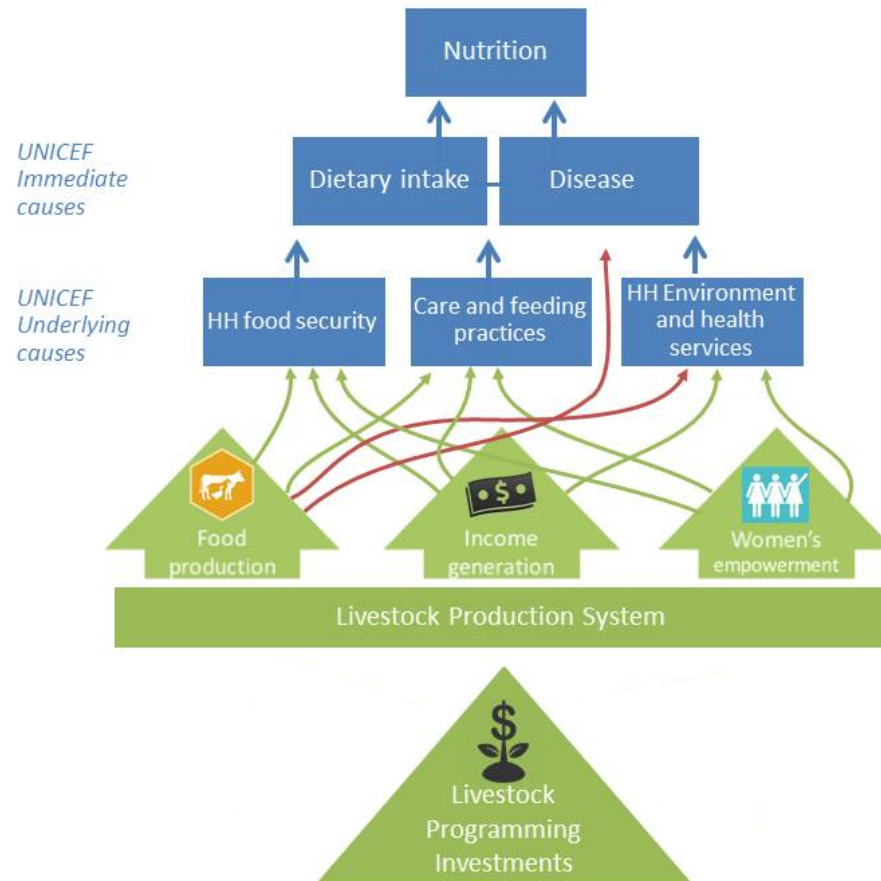 Nutrition
UNICEF
Immediate
causes
Dietary intake
Disease
UNICEF
Underlying
causes
HH food security
Care and feeding
practices
HH Environment
and health
services
$
Food
production
Income
generation
Women's
empowerment
Livestock Production System
$
Livestock
Programming
Investments